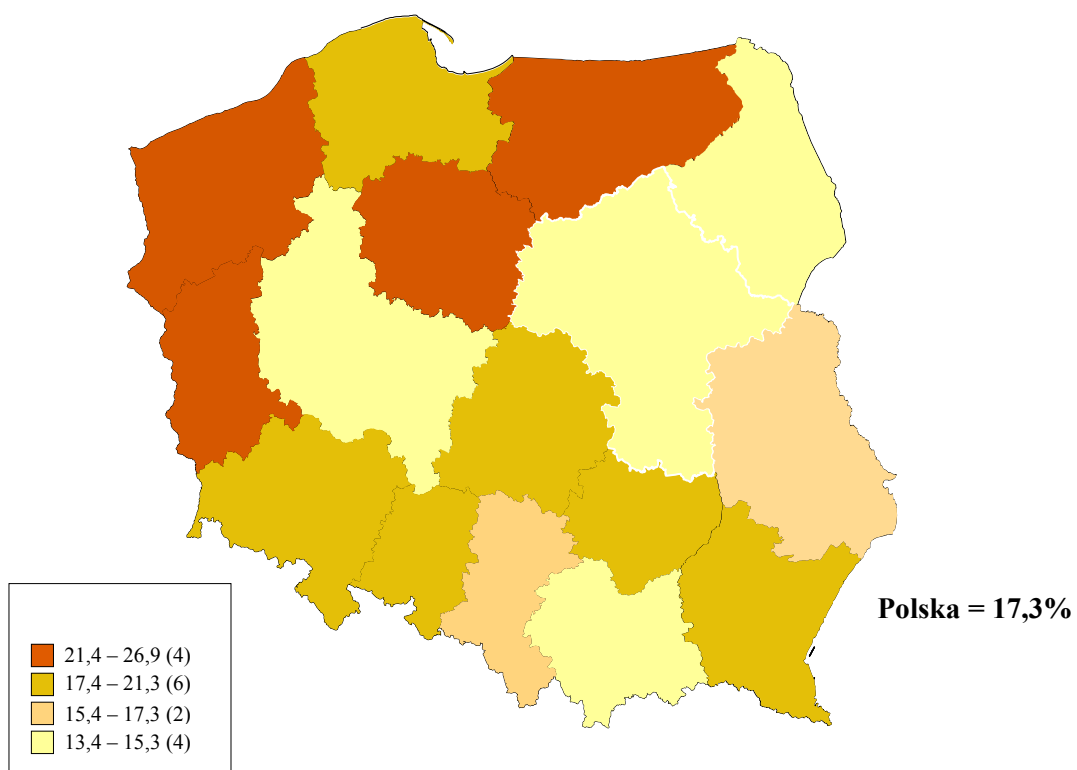 Polska = 17,3%
21,4 – 26,9 (4)
17,4 – 21,3 (6)
15,4 – 17,3 (2)
13,4 – 15,3 (4)